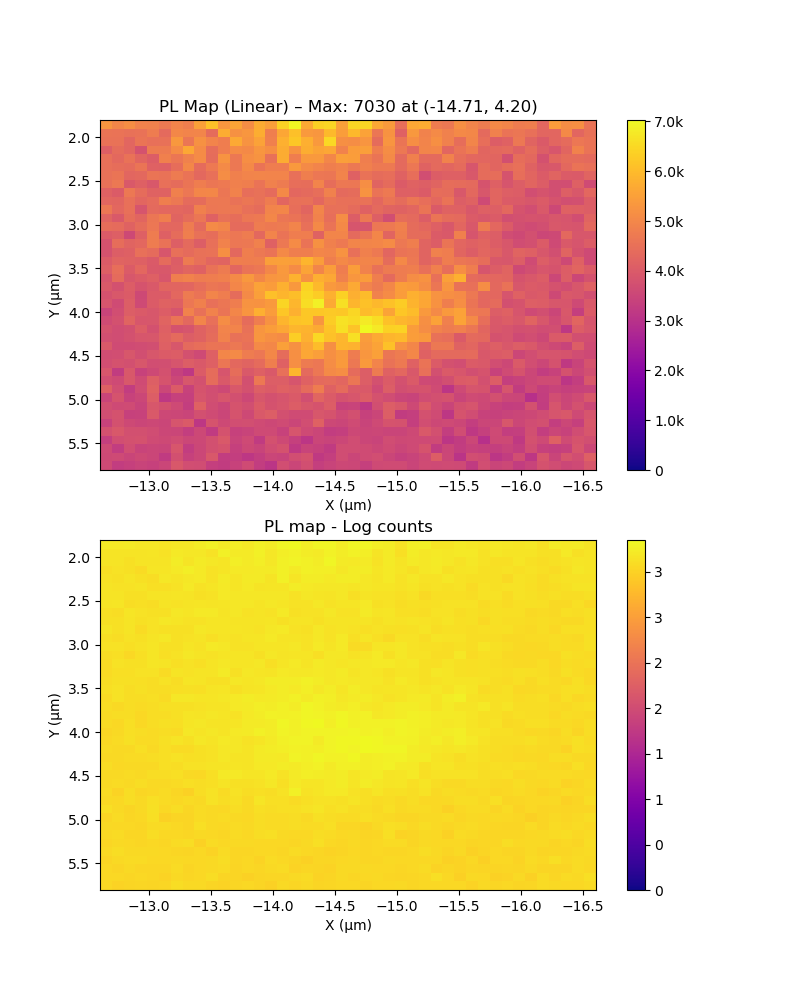 PL Map (Linear) – Max: 7030 at (-14.71, 4.20)
2.0
2.5
3.0
3.5
4.0
4.5
5.0
5.5
Y (µm)
−13.0 −13.5 −14.0 −14.5 −15.0 −15.5 −16.0 −16.5
X (µm)
7.0k
6.0k
5.0k
4.0k
3.0k
2.0k
1.0k
0
PL map - Log counts
2.0
2.5
3.0
3.5
4.0
4.5
5.0
5.5
Y (µm)
−13.0 −13.5 −14.0 −14.5 −15.0 −15.5 −16.0 −16.5
X (µm)
3
3
2
2
1
1
0
0